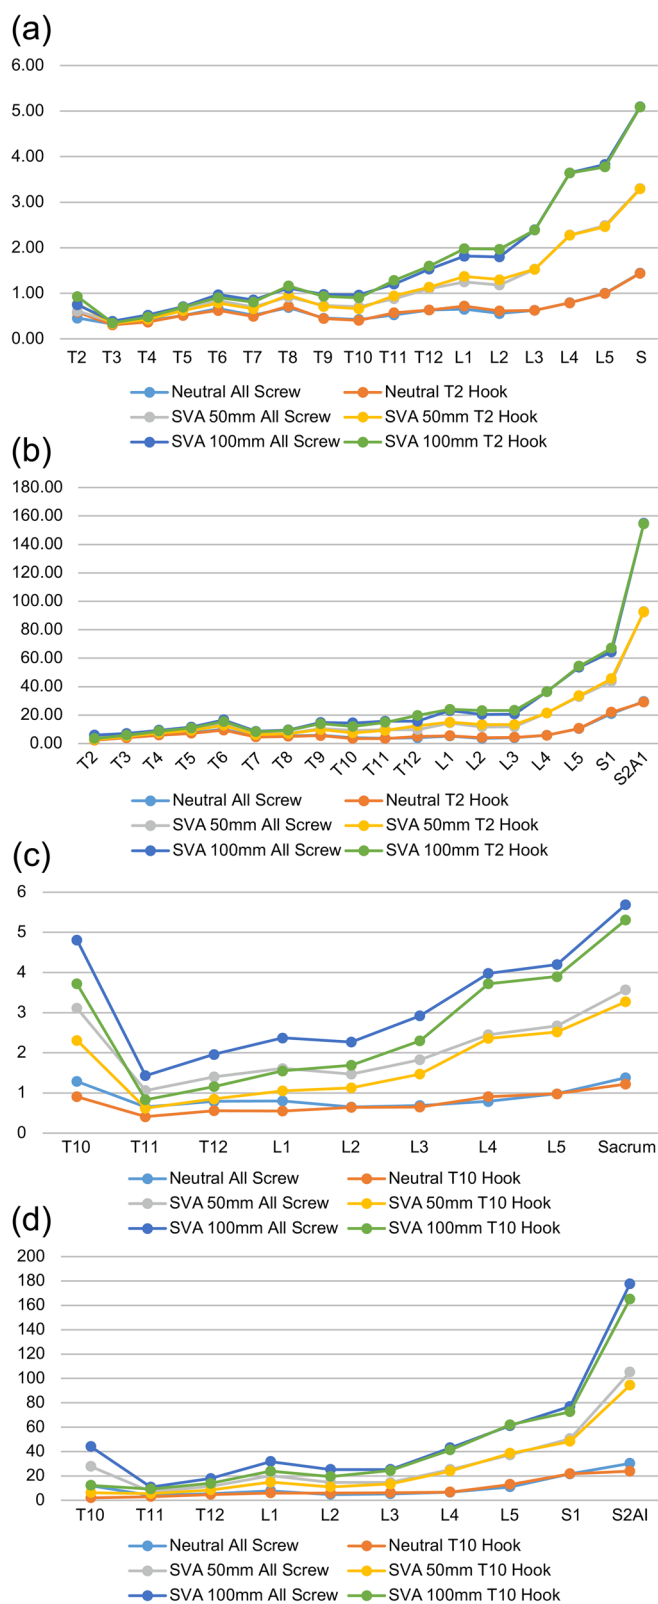 (a)
6.00
5.00
4.00
3.00
2.00
1.00
0.00
T2 T3 T4 T5 T6 T7 T8 T9 T10 T11 T12 L1 L2 L3 L4 L5 S
Neutral All Screw Neutral T2 Hook
SVA 50mm All Screw SVA 50mm T2 Hook
SVA 100mm All Screw SVA 100mm T2 Hook
(b)
180.00
160.00
140.00
120.00
100.00
80.00
60.00
40.00
20.00
0.00
T2 T3 T4 T5 T6 T7 T8 T9 T10 T11 T12 L1 L2 L3 L4 L5 S1 S2A1
Neutral All Screw Neutral T2 Hook
SVA 50mm All Screw SVA 50mm T2 Hook
SVA 100mm All Screw SVA 100mm T2 Hook
(c)
6
5
4
3
2
1
0
T10 T11 T12 L1 L2 L3 L4 L5 Sacrum
Neutral All Screw Neutral T10 Hook
SVA 50mm All Screw SVA 50mm T10 Hook
SVA 100mm All Screw SVA 100mm T10 Hook
(d)
200
180
160
140
120
100
80
60
40
20
0
T10 T11 T12 L1 L2 L3 L4 L5 S1 S2AI
Neutral All Screw Neutral T10 Hook
SVA 50mm All Screw SVA 50mm T10 Hook
SVA 100mm All Screw SVA 100mm T10 Hook